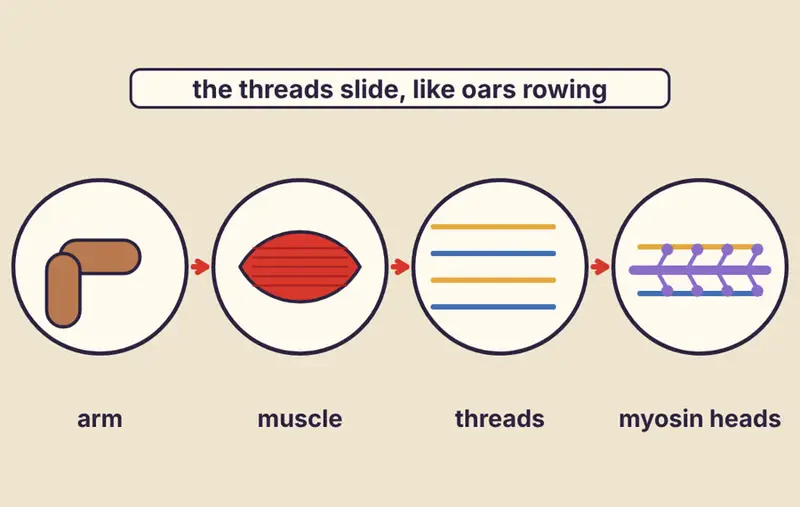 the threads slide, like oars rowing
arm
muscle
threads
myosin heads